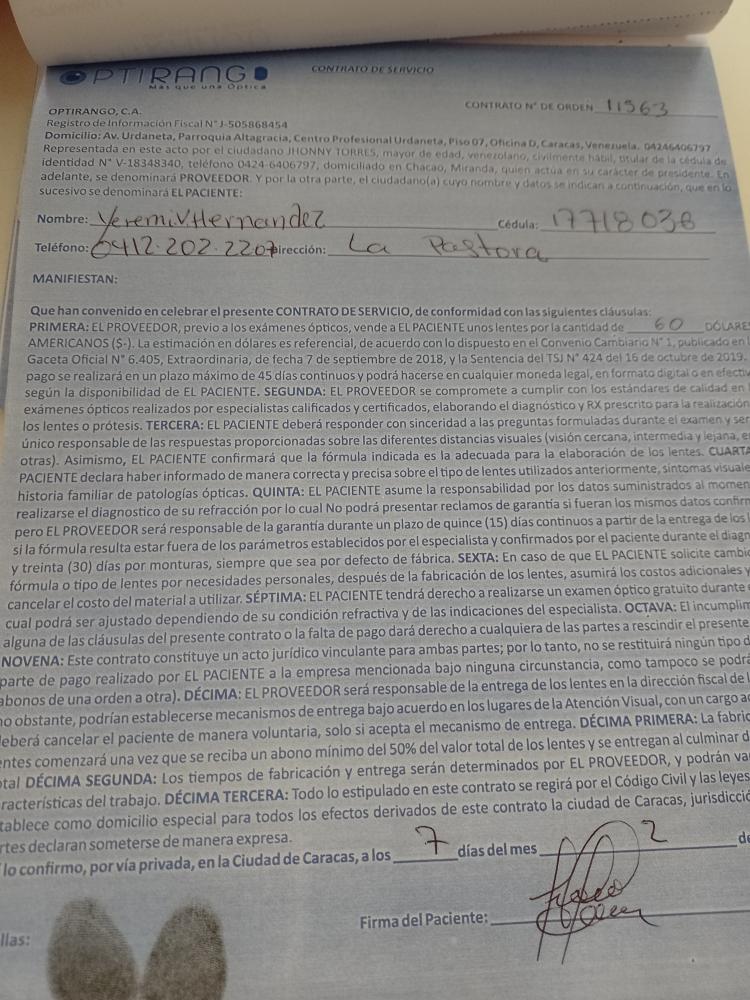 OPTIRANGO
Más que una Óptica
CONTRATO DE SERVICIO
CONTRATO N° DE ORDEN 11563
OPTIRANGO, C.A.
Registro de Información Fiscal N° J-505868454
Domicilio: Av. Urdaneta, Parroquia Altagracia, Centro Profesional Urdaneta, Piso 07, Oficina D, Caracas, Venezuela. 04246406797
Representada en este acto por el ciudadano JHONNY TORRES, mayor de edad, venezolano, civilmente hábil, titular de la cédula de
identidad N° V-18348340, teléfono 0424-6406797, domiciliado en Chacao, Miranda, quien actúa en su carácter de presidente. En
adelante, se denominará PROVEEDOR. Y por la otra parte, el ciudadano(a) cuyo nombre y datos se indican a continuación, que en lo
sucesivo se denominará EL PACIENTE:
Nombre: Yeremi V Hernandez Cédula: 17718038
Teléfono: 0412-202-2207 Dirección: La Pastora
MANIFIESTAN:
Que han convenido en celebrar el presente CONTRATO DE SERVICIO, de conformidad con las siguientes cláusulas:
PRIMERA: EL PROVEEDOR, previo a los exámenes ópticos, vende a EL PACIENTE unos lentes por la cantidad de 60 DÓLARES
AMERICANOS ($-). La estimación en dólares es referencial, de acuerdo con lo dispuesto en el Convenio Cambiario N° 1, publicado en
Gaceta Oficial N° 6.405, Extraordinaria, de fecha 7 de septiembre de 2018, y la Sentencia del TSJ N° 424 del 16 de octubre de 2019.
pago se realizará en un plazo máximo de 45 días continuos y podrá hacerse en cualquier moneda legal, en formato digital o en efectiv
según la disponibilidad de EL PACIENTE. SEGUNDA: EL PROVEEDOR se compromete a cumplir con los estándares de calidad en
exámenes ópticos realizados por especialistas calificados y certificados, elaborando el diagnóstico y RX prescrito para la realización
los lentes o prótesis. TERCERA: EL PACIENTE deberá responder con sinceridad a las preguntas formuladas durante el examen y ser
único responsable de las respuestas proporcionadas sobre las diferentes distancias visuales (visión cercana, intermedia y lejana, e
otras). Asimismo, EL PACIENTE confirmará que la fórmula indicada es la adecuada para la elaboración de los lentes. CUARTA
PACIENTE declara haber informado de manera correcta y precisa sobre el tipo de lentes utilizados anteriormente, síntomas visuale
historia familiar de patologías ópticas. QUINTA: EL PACIENTE asume la responsabilidad por los datos suministrados al momen
realizarse el diagnostico de su refracción por lo cual No podrá presentar reclamos de garantía si fueran los mismos datos confirm
pero EL PROVEEDOR será responsable de la garantía durante un plazo de quince (15) días continuos a partir de la entrega de los
si la fórmula resulta estar fuera de los parámetros establecidos por el especialista y confirmados por el paciente durante el diagn
y treinta (30) días por monturas, siempre que sea por defecto de fábrica. SEXTA: En caso de que EL PACIENTE solicite cambi
fórmula o tipo de lentes por necesidades personales, después de la fabricación de los lentes, asumirá los costos adicionales y
cancelar el costo del material a utilizar. SÉPTIMA: EL PACIENTE tendrá derecho a realizarse un examen óptico gratuito durante
cual podrá ser ajustado dependiendo de su condición refractiva y de las indicaciones del especialista. OCTAVA: El incumplim
alguna de las cláusulas del presente contrato o la falta de pago dará derecho a cualquiera de las partes a rescindir el presente
NOVENA: Este contrato constituye un acto jurídico vinculante para ambas partes; por lo tanto, no se restituirá ningún tipo d
parte de pago realizado por EL PACIENTE a la empresa mencionada bajo ninguna circunstancia, como tampoco se podrá
abonos de una orden a otra). DÉCIMA: EL PROVEEDOR será responsable de la entrega de los lentes en la dirección fiscal de l
no obstante, podrían establecerse mecanismos de entrega bajo acuerdo en los lugares de la Atención Visual, con un cargo ad
deberá cancelar el paciente de manera voluntaria, solo si acepta el mecanismo de entrega. DÉCIMA PRIMERA: La fabric
entes comenzará una vez que se reciba un abono mínimo del 50% del valor total de los lentes y se entregan al culminar d
otal DÉCIMA SEGUNDA: Los tiempos de fabricación y entrega serán determinados por EL PROVEEDOR, y podrán va
racterísticas del trabajo. DÉCIMA TERCERA: Todo lo estipulado en este contrato se regirá por el Código Civil y las leyes
tablece como domicilio especial para todos los efectos derivados de este contrato la ciudad de Caracas, jurisdicció
rtes declaran someterse de manera expresa.
lo confirmo, por vía privada, en la Ciudad de Caracas, a los 7 días del mes 2 de
Firma del Paciente:
llas: